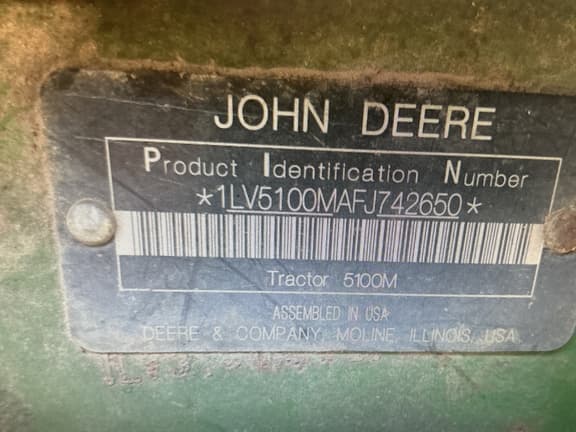 JOHN DEERE
Product Identification Number
*1LV5100MAFJ742650*
Tractor 5100M
ASSEMBLED IN USA
DEERE & COMPANY, MOLINE, ILLINOIS, USA